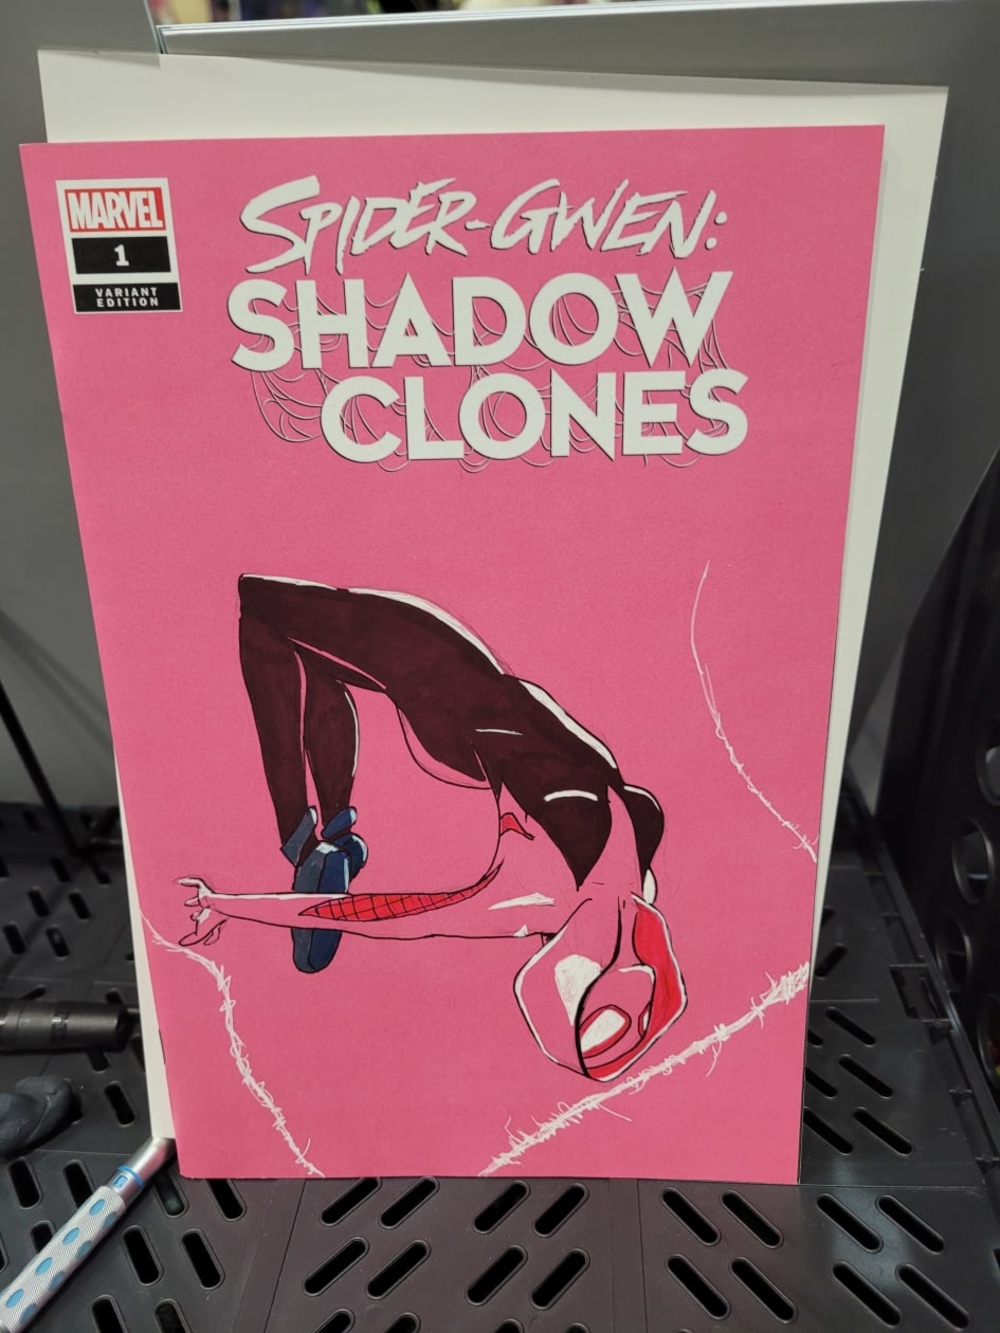 MARVEL
1
VARIANT
EDITION
SPIDER-GWEN:
SHADOW
CLONES